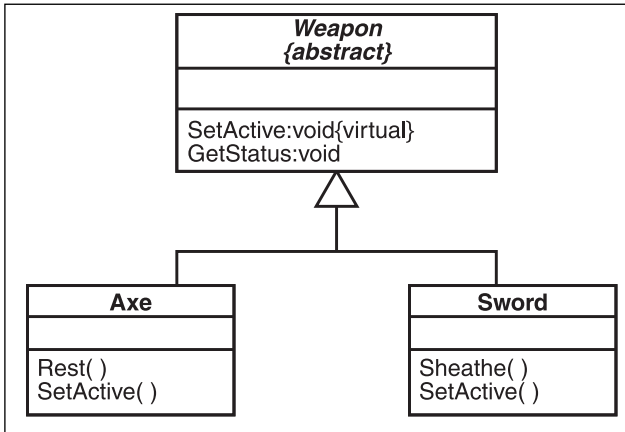 Weapon
{abstract}
SetActive:void{virtual}
GetStatus:void
Axe
Rest( )
SetActive( )
Sword
Sheathe( )
SetActive( )